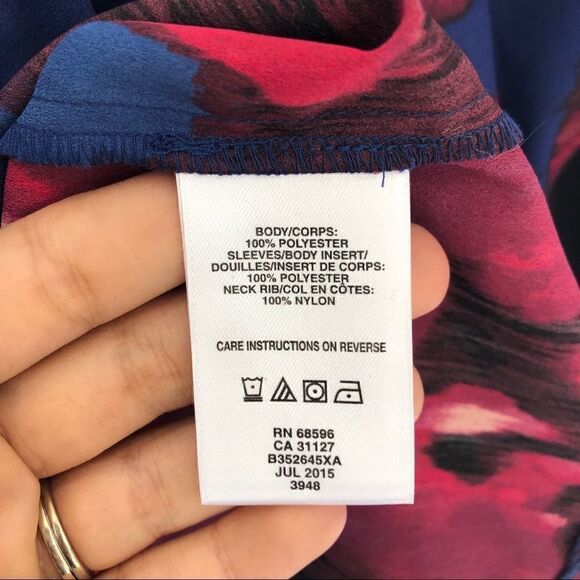 BODY/CORPS:
100% POLYESTER
SLEEVES/BODY INSERT/
DOUILLES/INSERT DE CORPS:
100% POLYESTER
NECK RIB/COL EN CÔTES:
100% NYLON
CARE INSTRUCTIONS ON REVERSE
RN 68596
CA 31127
B352645XA
JUL 2015
3948